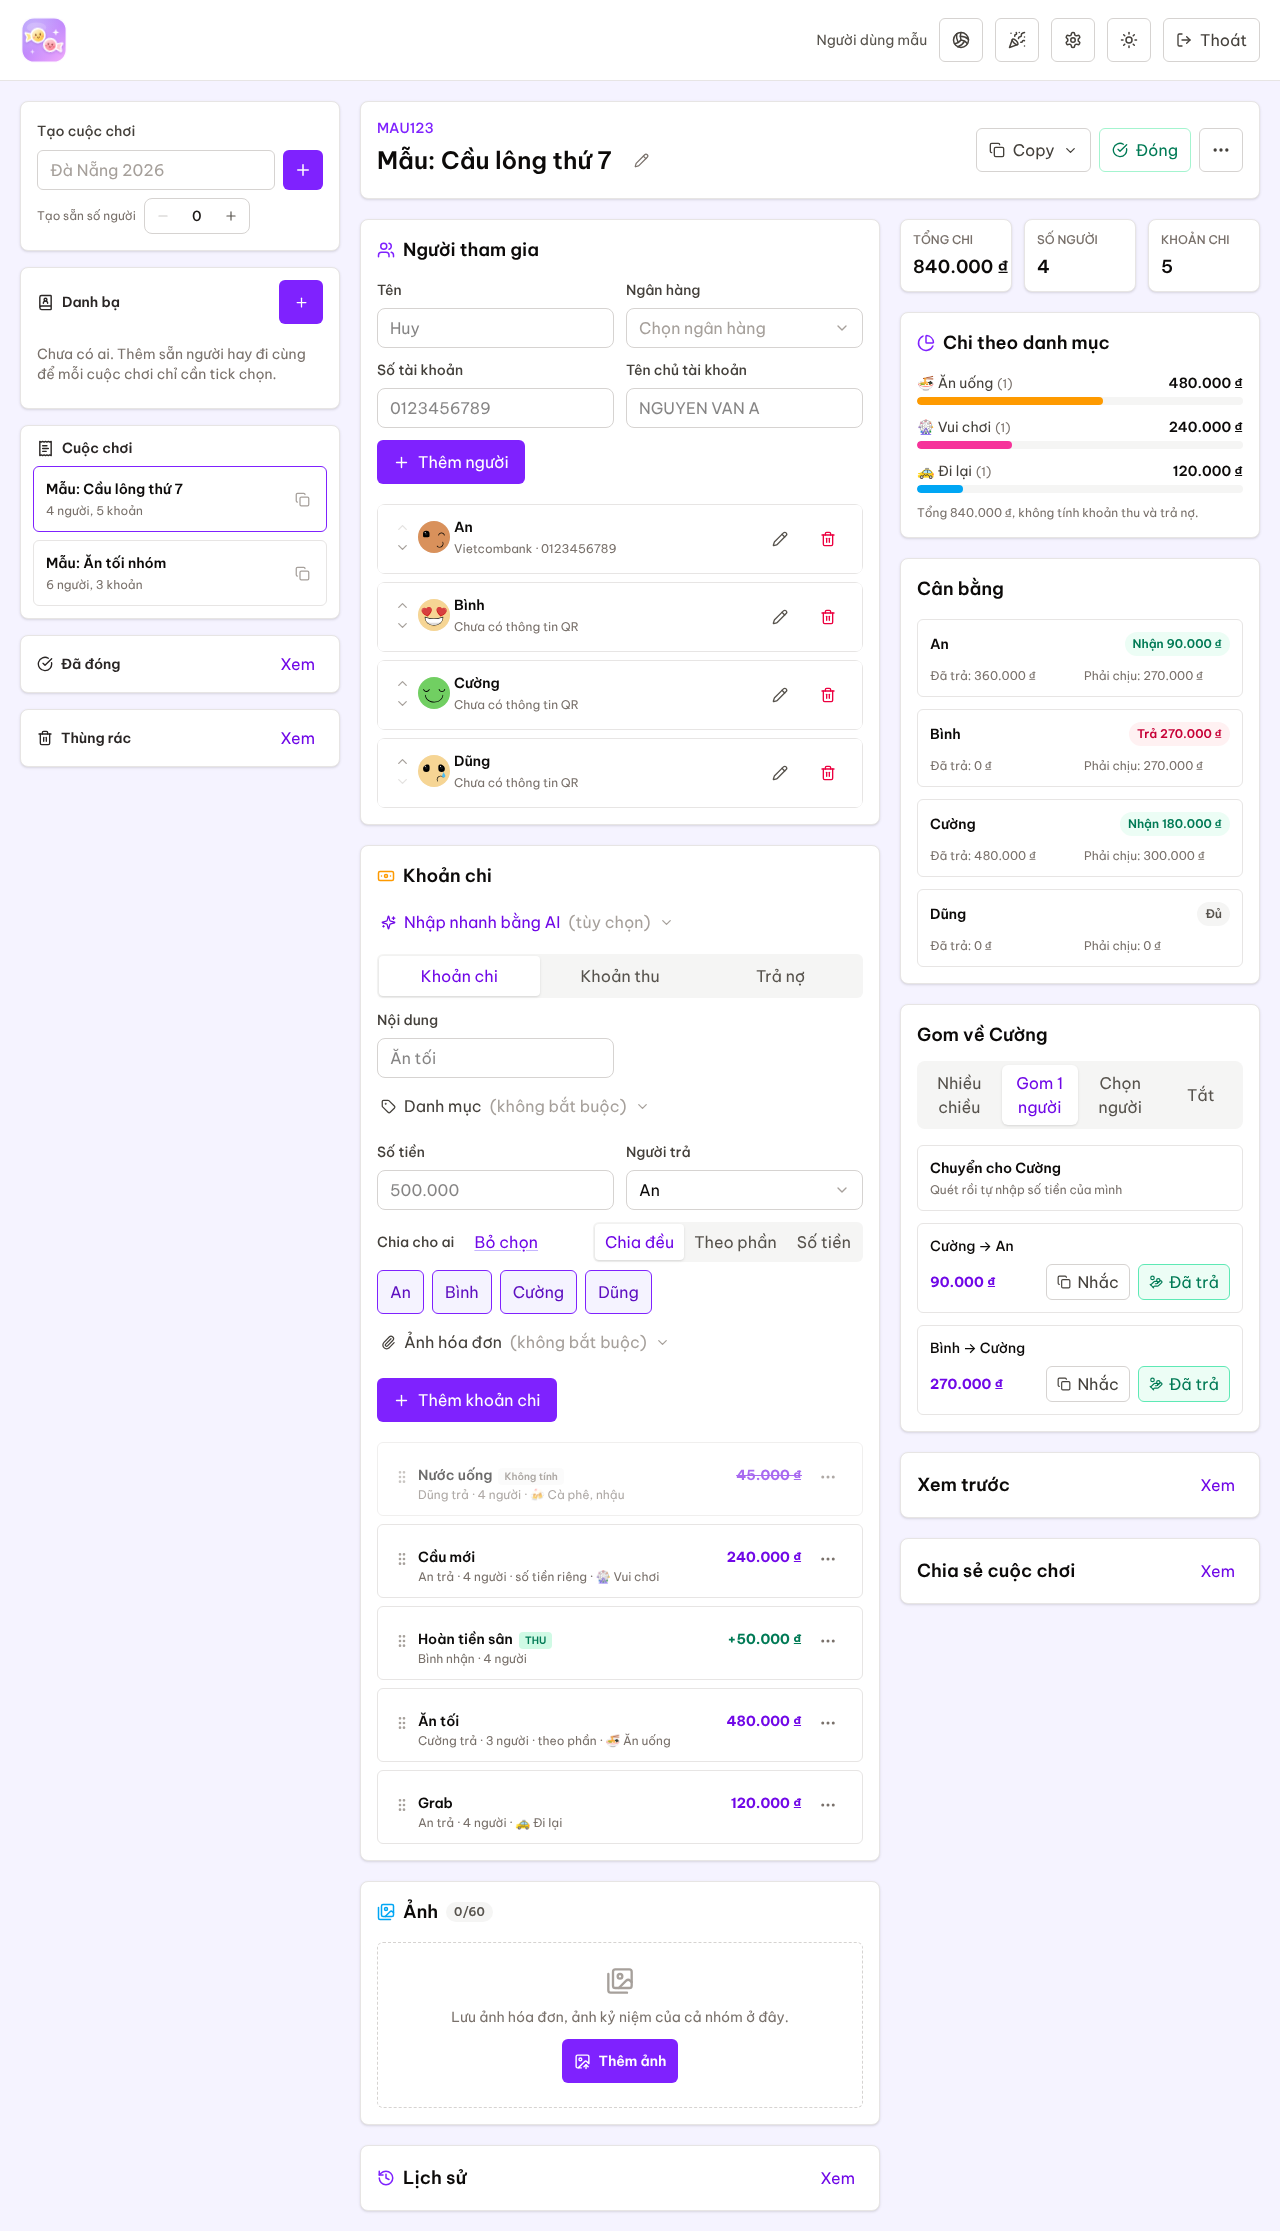 Người dùng mẫu
Thoát
Tạo cuộc chơi
Đà Nẵng 2026
Tạo sẵn số người
0
Danh bạ
Chưa có ai. Thêm sẵn người hay đi cùng
để mỗi cuộc chơi chỉ cần tick chọn.
Cuộc chơi
Mẫu: Cầu lông thứ 7
4 người, 5 khoản
Mẫu: Ăn tối nhóm
6 người, 3 khoản
Đã đóng
Xem
Thùng rác
Xem
MAU123
Mẫu: Cầu lông thứ 7
Copy
Đóng
Người tham gia
Tên
Ngân hàng
Huy
Chọn ngân hàng
Số tài khoản
Tên chủ tài khoản
0123456789
NGUYEN VAN A
Thêm người
An
Vietcombank · 0123456789
Bình
Chưa có thông tin QR
Cường
Chưa có thông tin QR
Dũng
Chưa có thông tin QR
Khoản chi
Nhập nhanh bằng AI (tùy chọn)
Khoản chi
Khoản thu
Trả nợ
Nội dung
Ăn tối
Danh mục (không bắt buộc)
Số tiền
Người trả
500.000
An
Chia cho ai
Bỏ chọn
Chia đều
Theo phần
Số tiền
An
Bình
Cường
Dũng
Ảnh hóa đơn (không bắt buộc)
Thêm khoản chi
Nước uống Không tính
45.000 ₫
Dũng trả · 4 người · 🍻 Cà phê, nhậu
Cầu mới
240.000 ₫
An trả · 4 người · số tiền riêng · 🎡 Vui chơi
Hoàn tiền sân THU
+50.000 ₫
Bình nhận · 4 người
Ăn tối
480.000 ₫
Cường trả · 3 người · theo phần · 🍜 Ăn uống
Grab
120.000 ₫
An trả · 4 người · 🚕 Đi lại
Ảnh 0/60
Lưu ảnh hóa đơn, ảnh kỷ niệm của cả nhóm ở đây.
Thêm ảnh
Lịch sử
Xem
TỔNG CHI
840.000 ₫
SỐ NGƯỜI
4
KHOẢN CHI
5
Chi theo danh mục
🍜 Ăn uống (1)
480.000 ₫
🎡 Vui chơi (1)
240.000 ₫
🚕 Đi lại (1)
120.000 ₫
Tổng 840.000 ₫, không tính khoản thu và trả nợ.
Cân bằng
An
Nhận 90.000 ₫
Đã trả: 360.000 ₫
Phải chịu: 270.000 ₫
Bình
Trả 270.000 ₫
Đã trả: 0 ₫
Phải chịu: 270.000 ₫
Cường
Nhận 180.000 ₫
Đã trả: 480.000 ₫
Phải chịu: 300.000 ₫
Dũng
Đủ
Đã trả: 0 ₫
Phải chịu: 0 ₫
Gom về Cường
Nhiều
chiều
Gom 1
người
Chọn
người
Tắt
Chuyển cho Cường
Quét rồi tự nhập số tiền của mình
Cường → An
90.000 ₫
Nhắc
Đã trả
Bình → Cường
270.000 ₫
Nhắc
Đã trả
Xem trước
Xem
Chia sẻ cuộc chơi
Xem